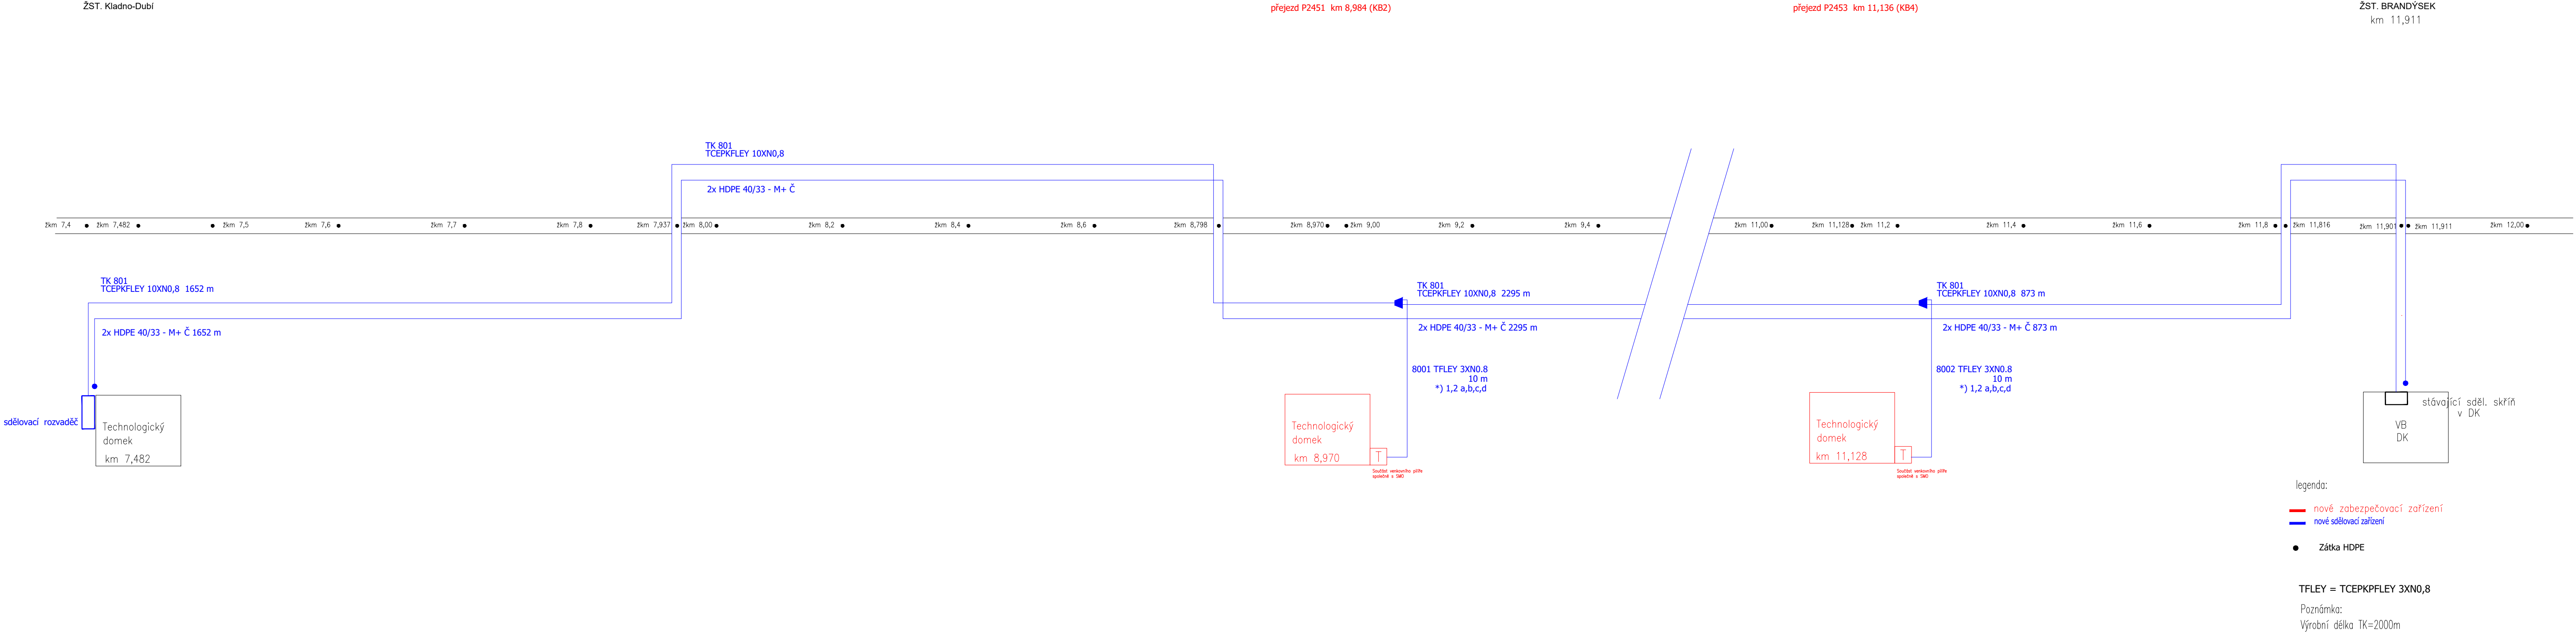 ŽST. Kladno-Dubí
přejezd P2451 km 8,984 (KB2)
přejezd P2453 km 11,136 (KB4)
ŽST. BRANDÝSEK
km 11,911
TK 801
TCEPKFLEY 10XN0,8
2x HDPE 40/33 - M+ Č
žkm 7,4
žkm 7,482
žkm 7,5
žkm 7,6
žkm 7,7
žkm 7,8
žkm 7,937
žkm 8,00
žkm 8,2
žkm 8,4
žkm 8,6
žkm 8,798
žkm 8,970
žkm 9,00
žkm 9,2
žkm 9,4
žkm 11,00
žkm 11,128
žkm 11,2
žkm 11,4
žkm 11,6
žkm 11,8
žkm 11,816
žkm 11,901
žkm 11,911
žkm 12,00
TK 801
TCEPKFLEY 10XN0,8 1652 m
2x HDPE 40/33 - M+ Č 1652 m
TK 801
TCEPKFLEY 10XN0,8 2295 m
2x HDPE 40/33 - M+ Č 2295 m
TK 801
TCEPKFLEY 10XN0,8 873 m
2x HDPE 40/33 - M+ Č 873 m
8001 TFLEY 3XN0.8
10 m
*) 1,2 a,b,c,d
8002 TFLEY 3XN0.8
10 m
*) 1,2 a,b,c,d
sdělovací rozvaděč
Technologický
domek
km 7,482
Technologický
domek
km 8,970
T
Součást venkovního pilíře
společně s SMO
Technologický
domek
km 11,128
T
Součást venkovního pilíře
společně s SMO
stávající sděl. skříň
v DK
VB
DK
legenda:
nové zabezpečovací zařízení
nové sdělovací zařízení
Zátka HDPE
TFLEY = TCEPKPFLEY 3XN0,8
Poznámka:
Výrobní délka TK=2000m